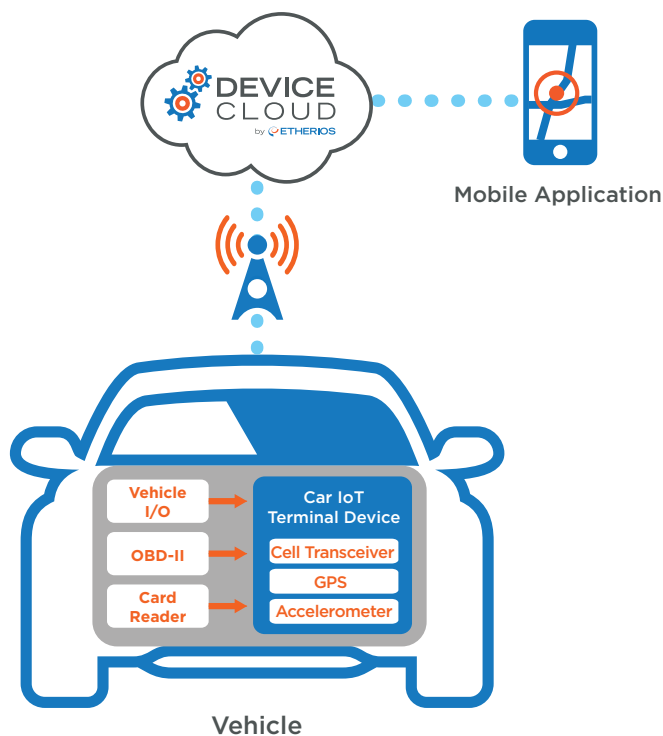 DEVICE
CLOUD
by ETHERIOS
Mobile Application
Vehicle
I/O
OBD-II
Card
Reader
Car IoT
Terminal Device
Cell Transceiver
GPS
Accelerometer
Vehicle